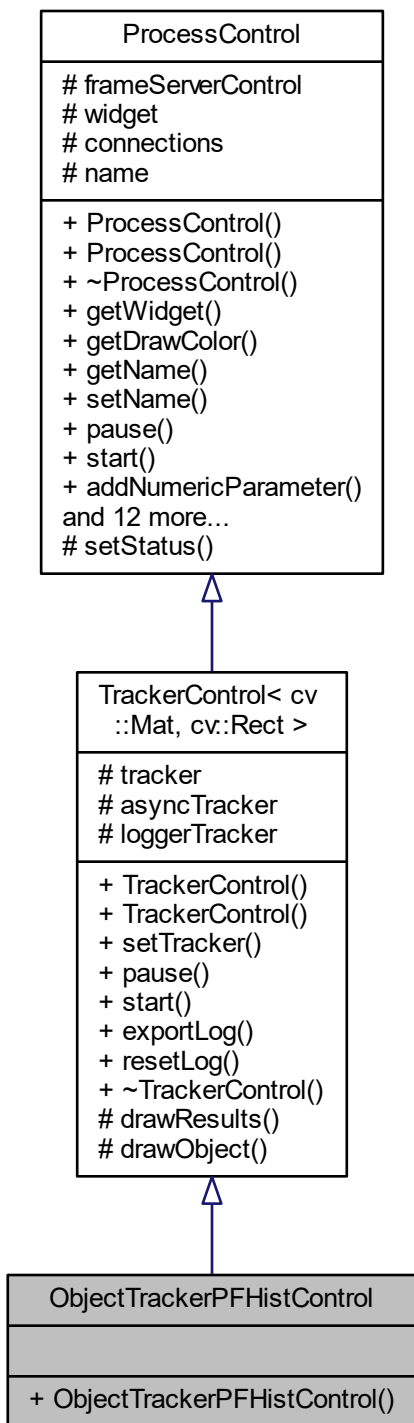 ProcessControl
# frameServerControl
# widget
# connections
# name
+ ProcessControl()
+ ProcessControl()
+ ~ProcessControl()
+ getWidget()
+ getDrawColor()
+ getName()
+ setName()
+ pause()
+ start()
+ addNumericParameter()
and 12 more...
# setStatus()
TrackerControl< cv
::Mat, cv::Rect >
# tracker
# asyncTracker
# loggerTracker
+ TrackerControl()
+ TrackerControl()
+ setTracker()
+ pause()
+ start()
+ exportLog()
+ resetLog()
+ ~TrackerControl()
# drawResults()
# drawObject()
ObjectTrackerPFHistControl
+ ObjectTrackerPFHistControl()